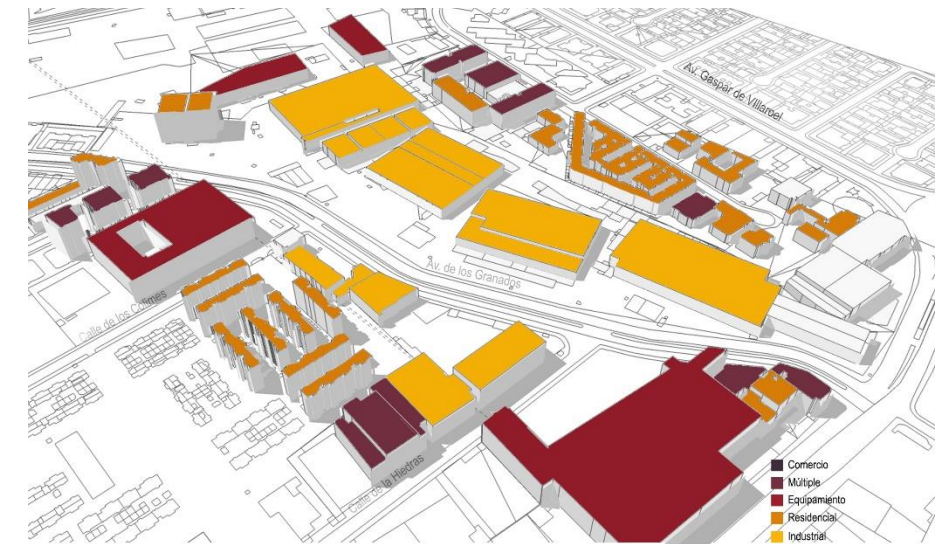 Av. Gaspar de Villaroel
Av. de los Granados
Calle de los Colimes
Calle de la Hiedras
Comercio
Múltiple
Equipamiento
Residencial
Industrial